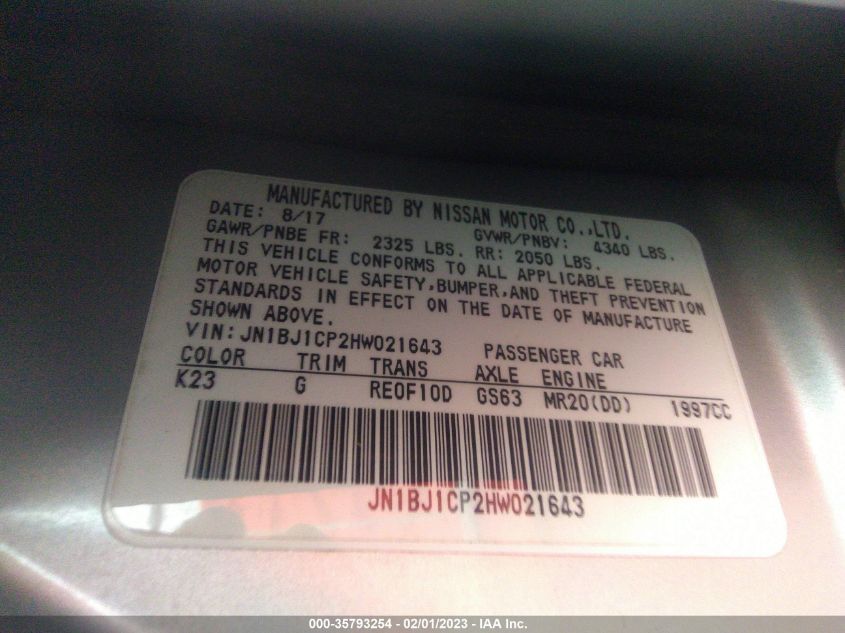 MANUFACTURED BY NISSAN MOTOR CO.,LTD.
DATE: 8/17 GVWR/PNBV: 4340 LBS.
GAWR/PNBE FR: 2325 LBS. RR: 2050 LBS.
THIS VEHICLE CONFORMS TO ALL APPLICABLE FEDERAL
MOTOR VEHICLE SAFETY,BUMPER,AND THEFT PREVENTION
STANDARDS IN EFFECT ON THE DATE OF MANUFACTURE
SHOWN ABOVE.
VIN:JN1BJ1CP2HW021643 PASSENGER CAR
COLOR TRIM TRANS AXLE ENGINE
K23 G RE0F10D GS63 MR20(DD) 1997CC
JN1BJ1CP2HW021643
000-35793254 - 02/01/2023 - IAA Inc.